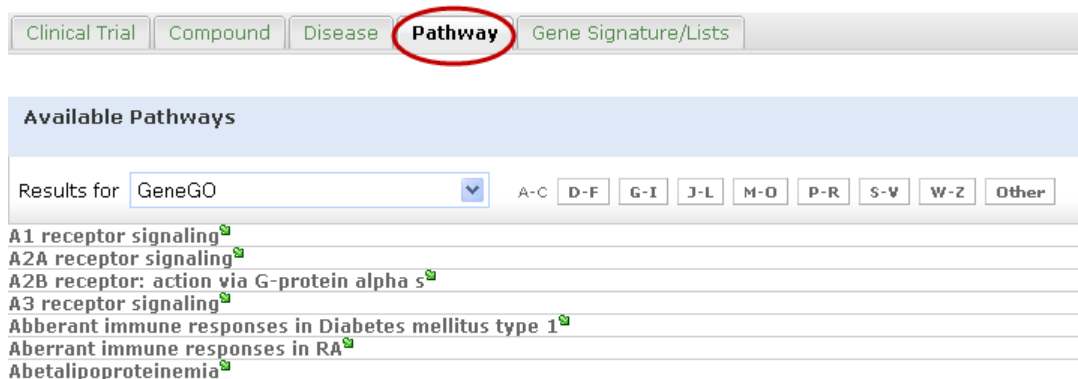 Clinical Trial Compound Disease Pathway Gene Signature/Lists
Available Pathways
Results for GeneGO A-C D-F G-I J-L M-O P-R S-V W-Z Other
A1 receptor signaling
A2A receptor signaling
A2B receptor: action via G-protein alpha s
A3 receptor signaling
Abberant immune responses in Diabetes mellitus type 1
Aberrant immune responses in RA
Abetalipoproteinemia